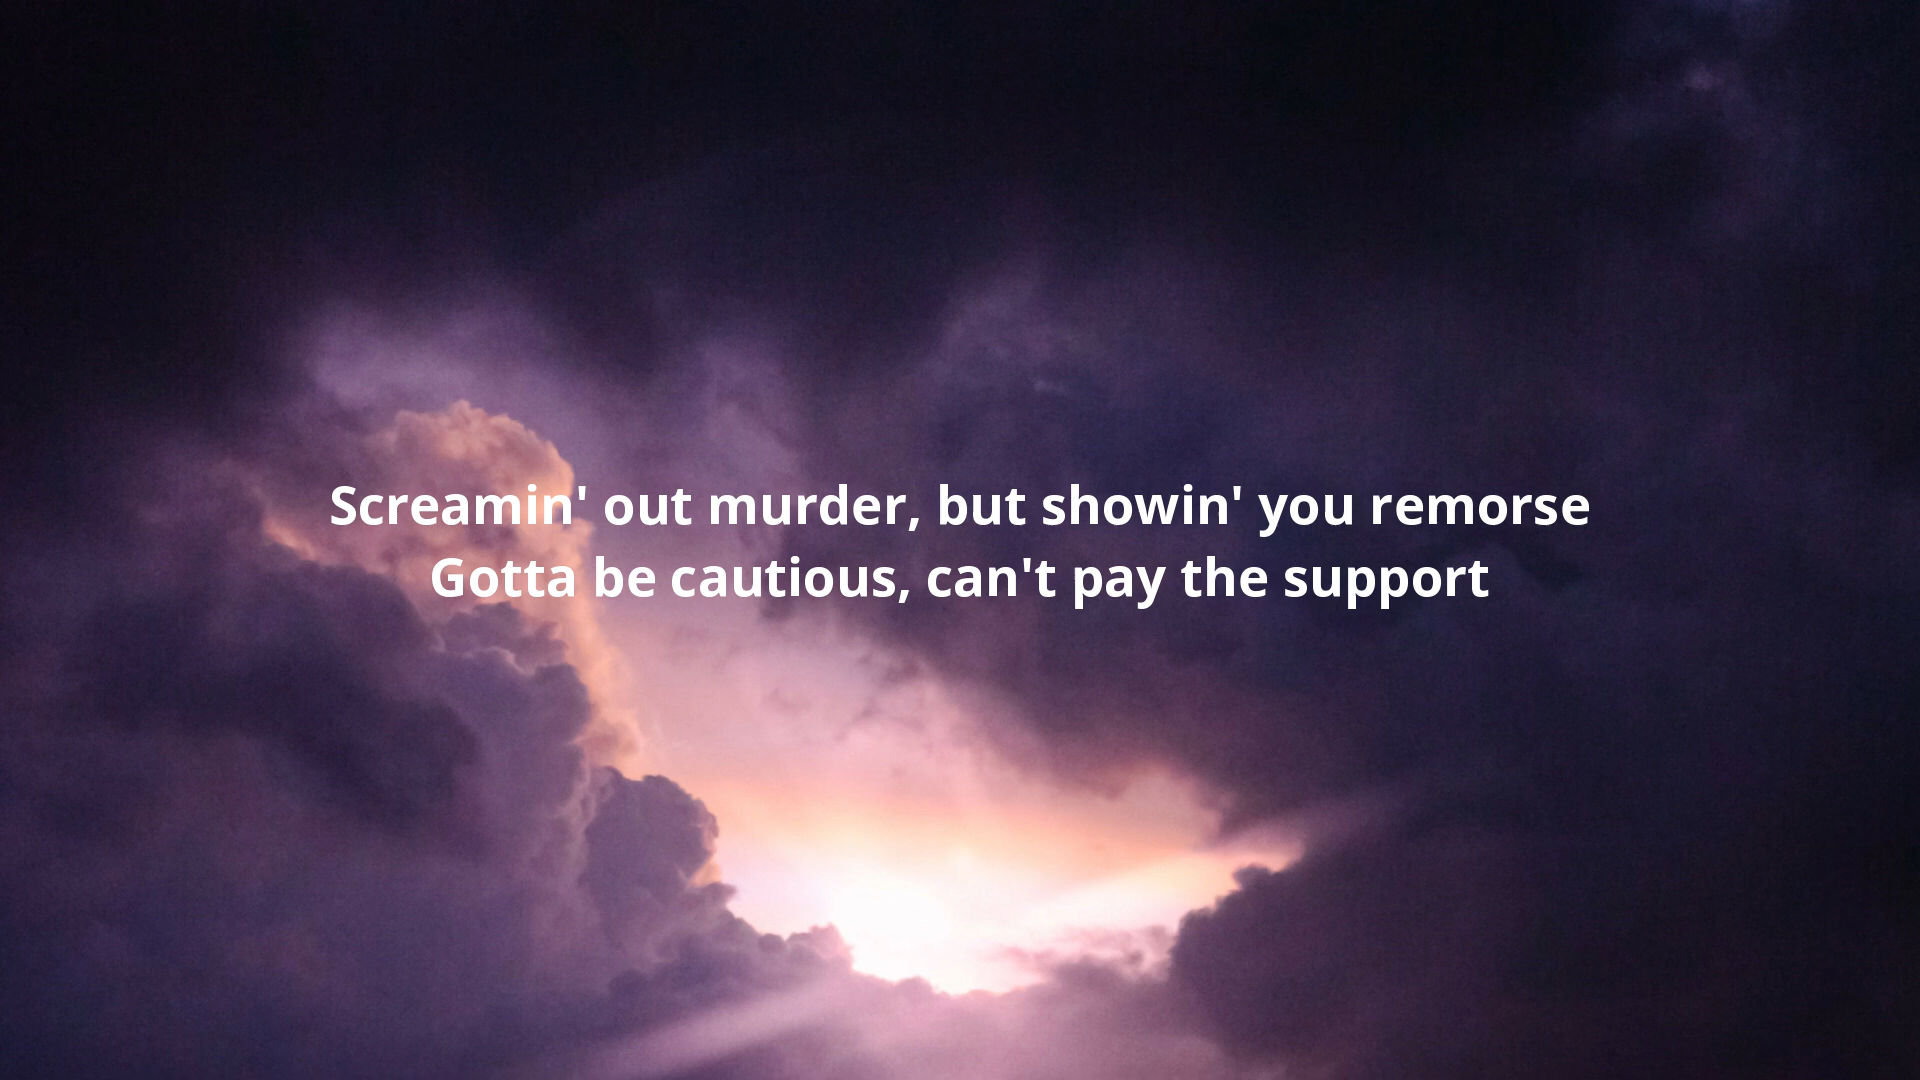 Screamin' out murder, but showin' you remorse
Gotta be cautious, can't pay the support